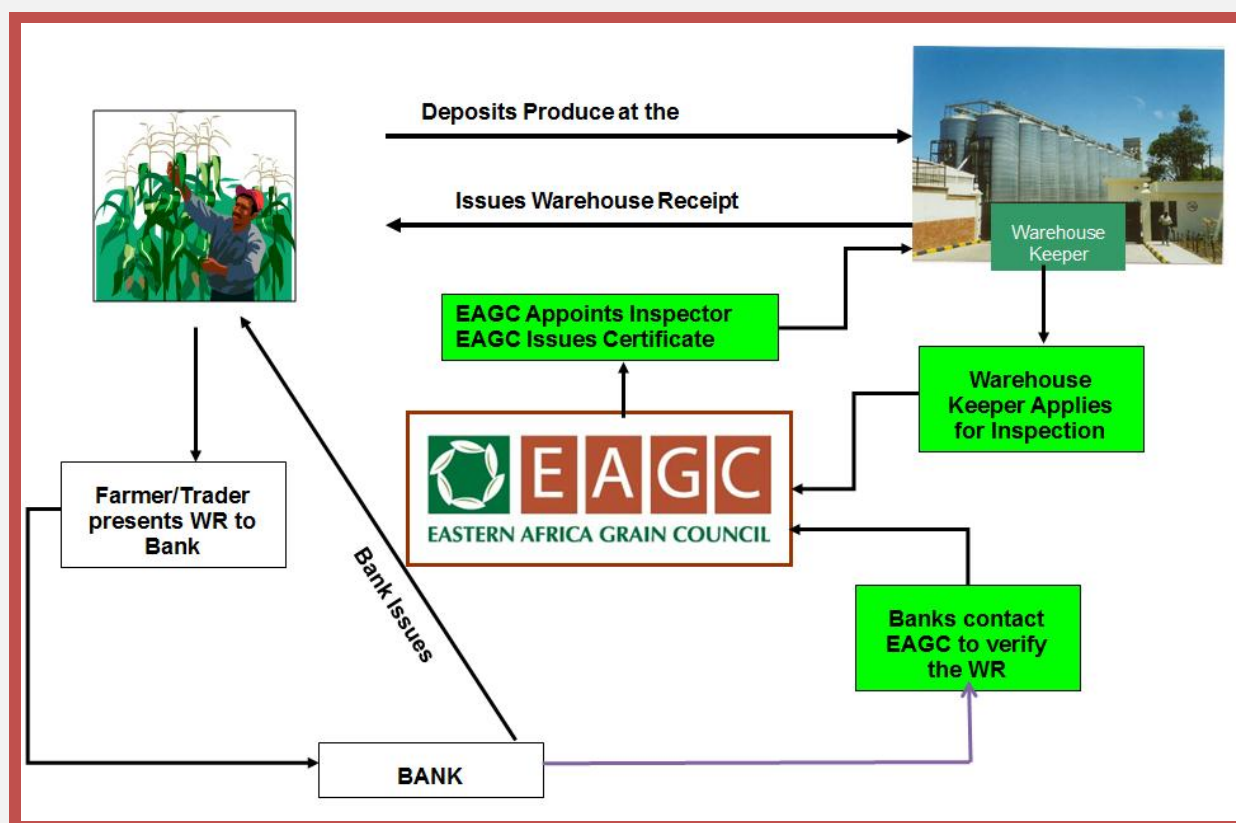 Deposits Produce at the
Issues Warehouse Receipt
Warehouse
Keeper
EAGC Appoints Inspector
EAGC Issues Certificate
Warehouse
Keeper Applies
for Inspection
EAGC
EASTERN AFRICA GRAIN COUNCIL
Farmer/Trader
presents WR to
Bank
Bank Issues
Banks contact
EAGC to verify
the WR
BANK